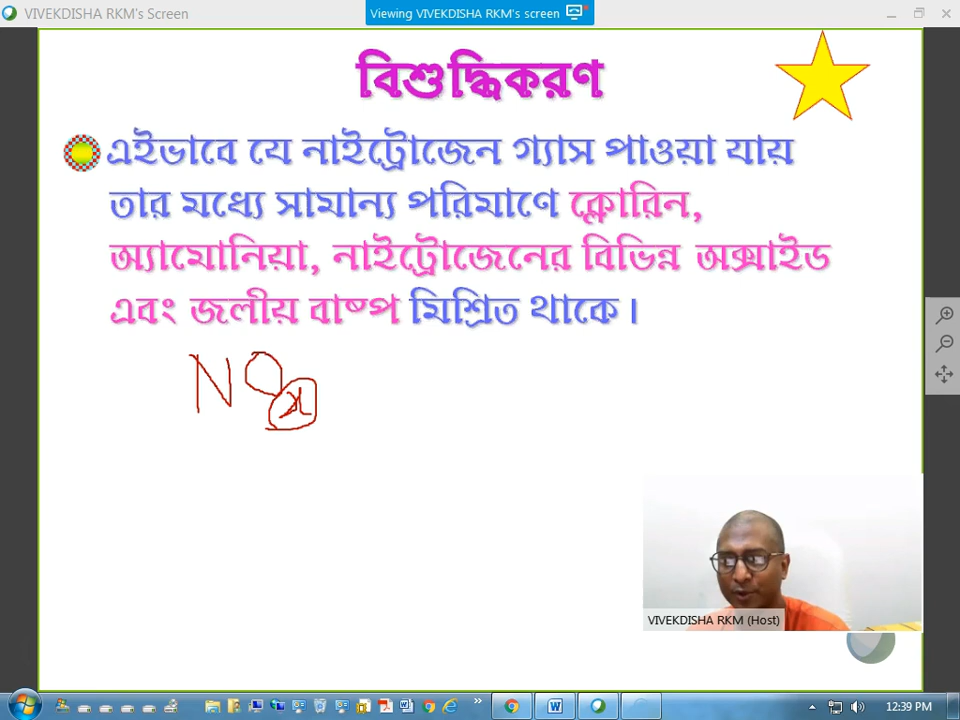 VIVEKDISHA RKM's Screen
Viewing VIVEKDISHA RKM's screen
বিশুদ্ধিকরণ
এইভাবে যে নাইট্রোজেন গ্যাস পাওয়া যায়
তার মধ্যে সামান্য পরিমাণে ক্লোরিন,
অ্যামোনিয়া, নাইট্রোজেনের বিভিন্ন অক্সাইড
এবং জলীয় বাষ্প মিশ্রিত থাকে।
NOx
VIVEKDISHA RKM (Host)
12:39 PM